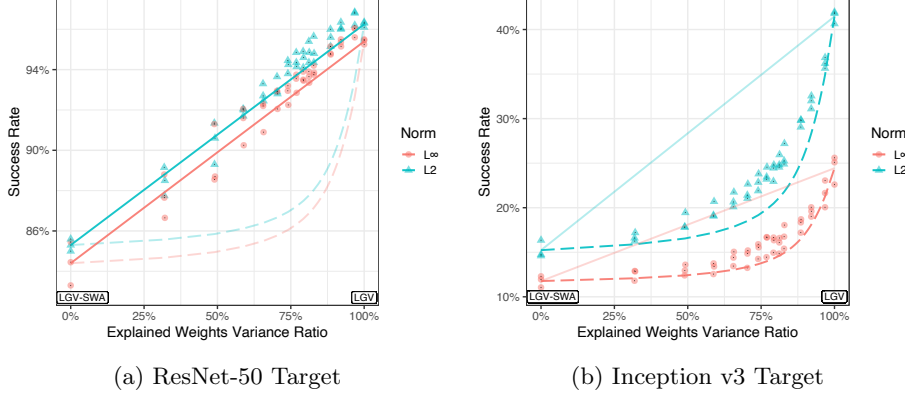 Success Rate
94%
90%
86%
LGV-SWA
LGV
0%
25%
50%
75%
100%
Explained Weights Variance Ratio
Norm
L∞
L2
(a) ResNet-50 Target
Success Rate
40%
30%
20%
10%
LGV-SWA
LGV
0%
25%
50%
75%
100%
Explained Weights Variance Ratio
Norm
L∞
L2
(b) Inception v3 Target